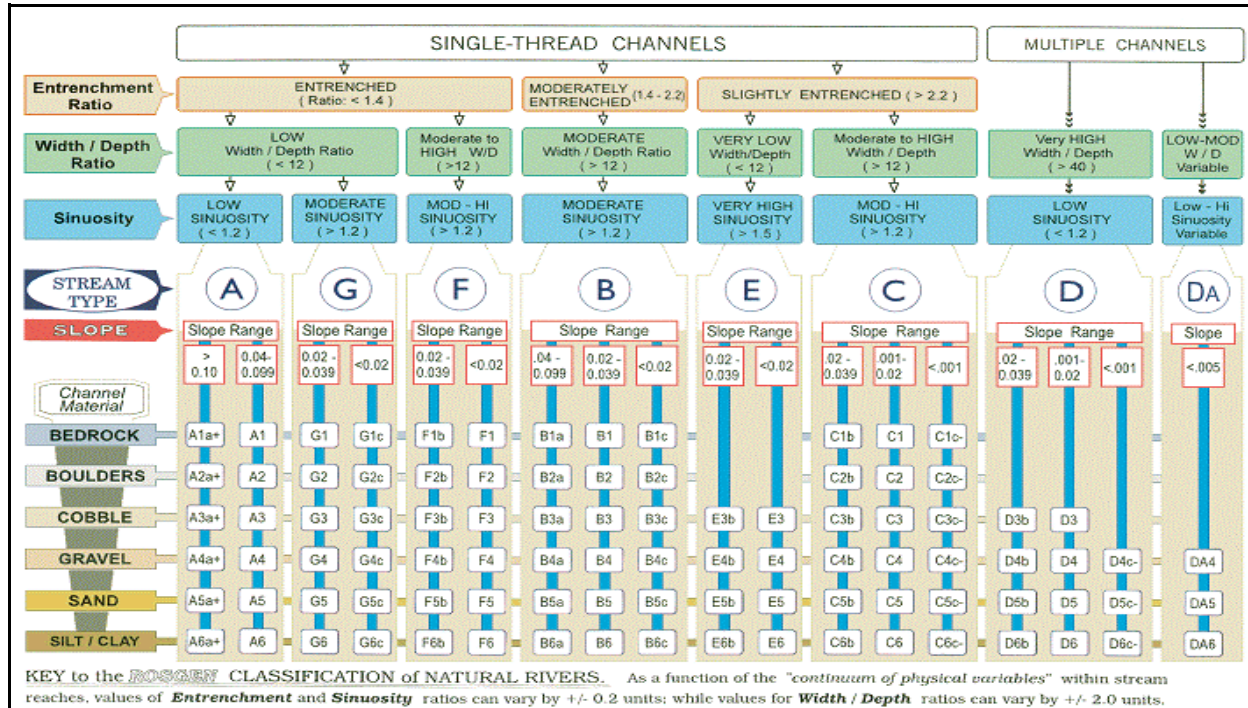 SINGLE-THREAD CHANNELS MULTIPLE CHANNELS
Entrenchment Ratio
ENTRENCHED
( Ratio: < 1.4 )
MODERATELY ENTRENCHED (1.4 - 2.2)
SLIGHTLY ENTRENCHED ( > 2.2 )
Width / Depth Ratio
LOW
Width / Depth Ratio
( < 12 )
Moderate to
HIGH W/D
( >12 )
MODERATE
Width / Depth Ratio
( > 12 )
VERY LOW
Width/Depth
( < 12 )
Moderate to HIGH
Width / Depth
( > 12 )
Very HIGH
Width / Depth
( > 40 )
LOW-MOD
W / D
Variable
Sinuosity
LOW
SINUOSITY
( < 1.2 )
MODERATE
SINUOSITY
( > 1.2 )
MOD - HI
SINUOSITY
( > 1.2 )
MODERATE
SINUOSITY
( > 1.2 )
VERY HIGH
SINUOSITY
( > 1.5 )
MOD - HI
SINUOSITY
( > 1.2 )
LOW
SINUOSITY
( < 1.2 )
Low - Hi
Sinuosity
Variable
STREAM
TYPE
A G F B E C D DA
SLOPE
Slope Range Slope Range Slope Range Slope Range Slope Range Slope Range Slope Range Slope
> 0.10
0.04-0.099
0.02 - 0.039
<0.02
0.02 - 0.039
<0.02
.04 - 0.099
0.02 - 0.039
<0.02
0.02 - 0.039
<0.02
.02 - 0.039
.001- 0.02
<.001
.02 - 0.039
.001- 0.02
<.001
<.005
Channel
Material
BEDROCK A1a+ A1 G1 G1c F1b F1 B1a B1 B1c C1b C1 C1c-
BOULDERS A2a+ A2 G2 G2c F2b F2 B2a B2 B2c C2b C2 C2c-
COBBLE A3a+ A3 G3 G3c F3b F3 B3a B3 B3c E3b E3 C3b C3 C3c- D3b D3
GRAVEL A4a+ A4 G4 G4c F4b F4 B4a B4 B4c E4b E4 C4b C4 C4c- D4b D4 D4c- DA4
SAND A5a+ A5 G5 G5c F5b F5 B5a B5 B5c E5b E5 C5b C5 C5c- D5b D5 D5c- DA5
SILT / CLAY A6a+ A6 G6 G6c F6b F6 B6a B6 B6c E6b E6 C6b C6 C6c- D6b D6 D6c- DA6
KEY to the ROSGEN CLASSIFICATION of NATURAL RIVERS. As a function of the "continuum of physical variables" within stream
reaches, values of Entrenchment and Sinuosity ratios can vary by +/- 0.2 units; while values for Width / Depth ratios can vary by +/- 2.0 units.